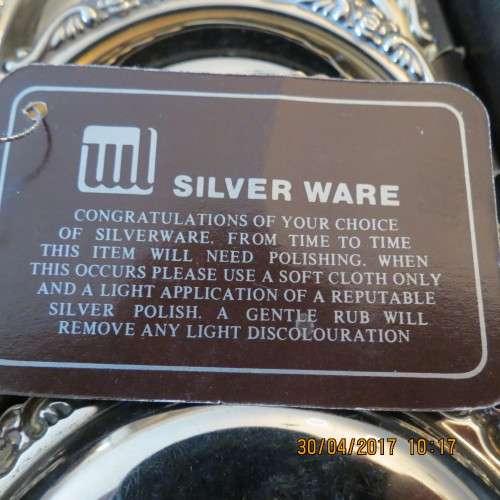 SILVER WARE
CONGRATULATIONS OF YOUR CHOICE
OF SILVERWARE. FROM TIME TO TIME
THIS ITEM WILL NEED POLISHING. WHEN
THIS OCCURS PLEASE USE A SOFT CLOTH ONLY
AND A LIGHT APPLICATION OF A REPUTABLE
SILVER POLISH. A GENTLE RUB WILL
REMOVE ANY LIGHT DISCOLOURATION
30/04/2017 10:17